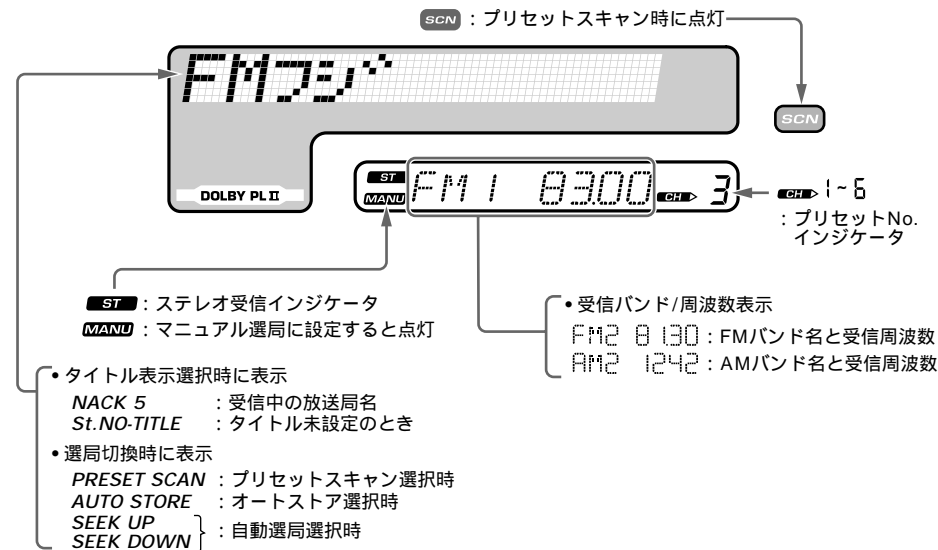 SCN : プリセットスキャン時に点灯
FMフジ
SCN
DOLBY PL II
ST
MANU
FM1 83.00 CH 3
CH 1~6
: プリセットNo.
インジケータ
ST : ステレオ受信インジケータ
MANU : マニュアル選局に設定すると点灯
• 受信バンド/周波数表示
FM2 81.30 : FMバンド名と受信周波数
AM2 1242 : AMバンド名と受信周波数
• タイトル表示選択時に表示
NACK 5 : 受信中の放送局名
St.NO-TITLE : タイトル未設定のとき
• 選局切換時に表示
PRESET SCAN : プリセットスキャン選択時
AUTO STORE : オートストア選択時
SEEK UP
SEEK DOWN } : 自動選局選択時